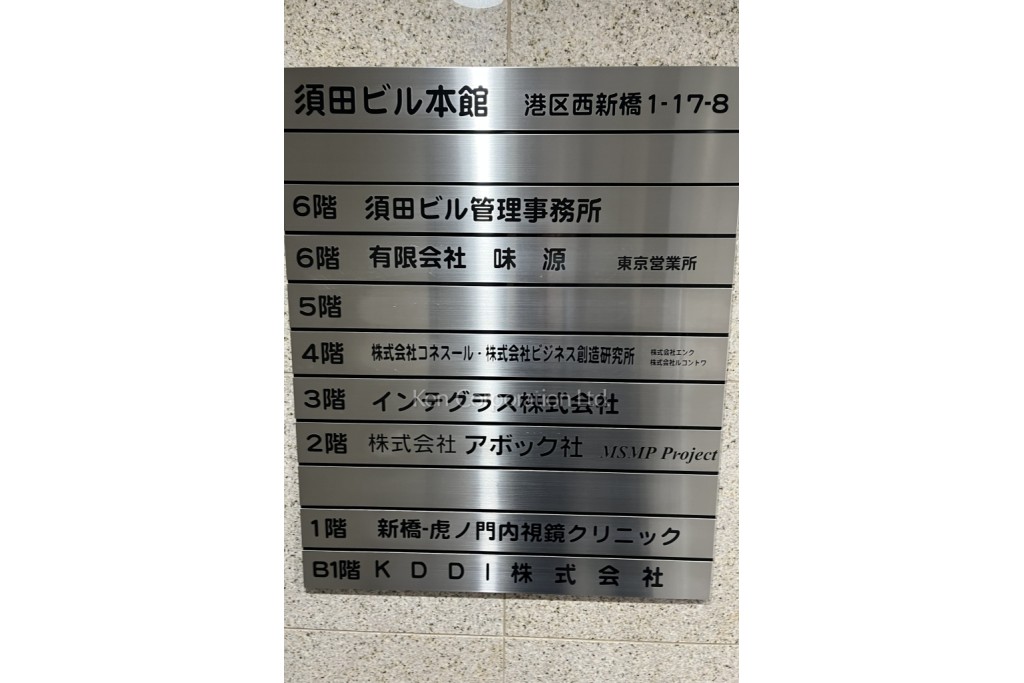 須田ビル本館 港区西新橋1-17-8
6階 須田ビル管理事務所
6階 有限会社 味 源 東京営業所
5階
4階 株式会社コネスール・株式会社ビジネス創造研究所 株式会社エンク
株式会社ルコントワ
3階 インテグラス株式会社
Ken Corporation Ltd.
2階 株式会社 アボック社 MSMP Project
1階 新橋-虎ノ門内視鏡クリニック
B1階 KDDI株式会社